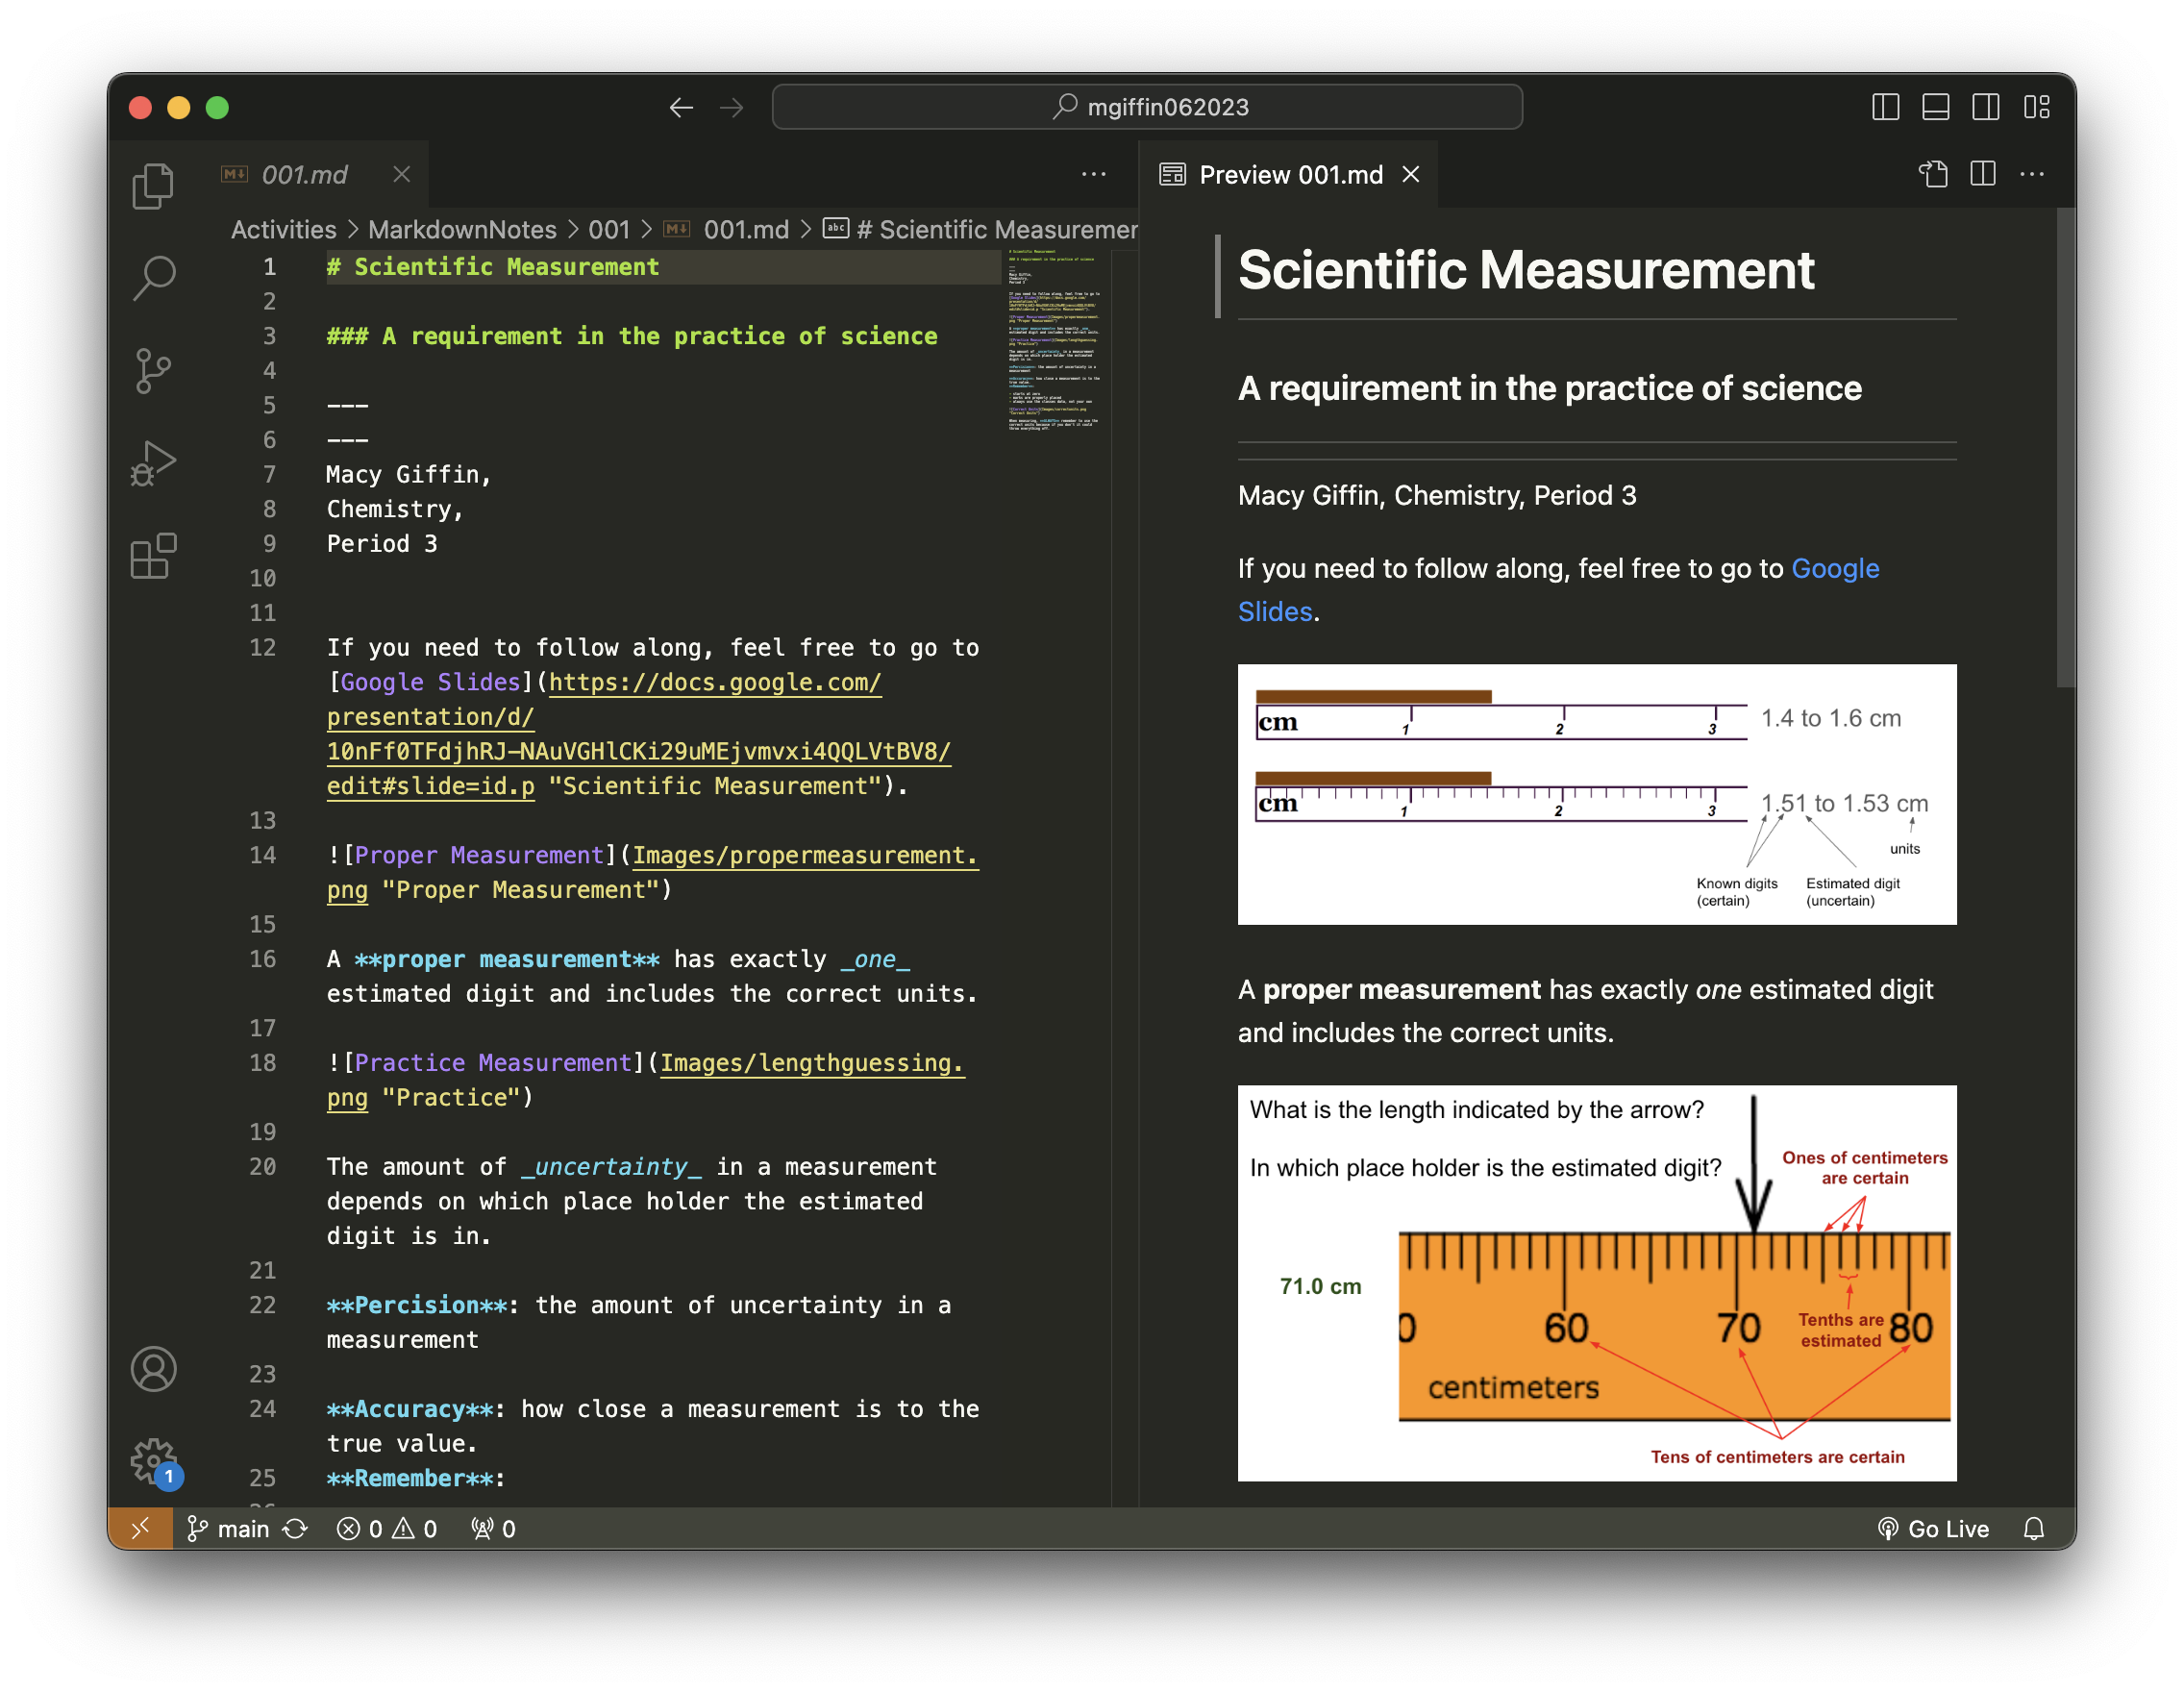 mgiffin062023
001.md
Preview 001.md
Activities > MarkdownNotes > 001 > 001.md > # Scientific Measuremer
1 # Scientific Measurement
2
3 ### A requirement in the practice of science
4
5 ---
6 ---
7 Macy Giffin,
8 Chemistry,
9 Period 3
10
11
12 If you need to follow along, feel free to go to
[Google Slides](https://docs.google.com/
presentation/d/
10nFf0TFdjhRJ-NAuVGHlCKi29uMEjvmvxi4QQLVtBV8/
edit#slide=id.p "Scientific Measurement").
13
14 ![Proper Measurement](Images/propermeasurement.
png "Proper Measurement")
15
16 A **proper measurement** has exactly _one_
estimated digit and includes the correct units.
17
18 ![Practice Measurement](Images/lengthguessing.
png "Practice")
19
20 The amount of _uncertainty_ in a measurement
depends on which place holder the estimated
digit is in.
21
22 **Percision**: the amount of uncertainty in a
measurement
23
24 **Accuracy**: how close a measurement is to the
true value.
25 **Remember**:
Scientific Measurement
A requirement in the practice of science
Macy Giffin, Chemistry, Period 3
If you need to follow along, feel free to go to Google
Slides.
cm 1 2 3 1.4 to 1.6 cm
cm 1 2 3 1.51 to 1.53 cm
units
Known digits
(certain)
Estimated digit
(uncertain)
A proper measurement has exactly one estimated digit
and includes the correct units.
What is the length indicated by the arrow?
In which place holder is the estimated digit?
Ones of centimeters
are certain
71.0 cm
Tenths are
estimated
0 60 70 80
centimeters
Tens of centimeters are certain
1
main 0 0 0 Go Live